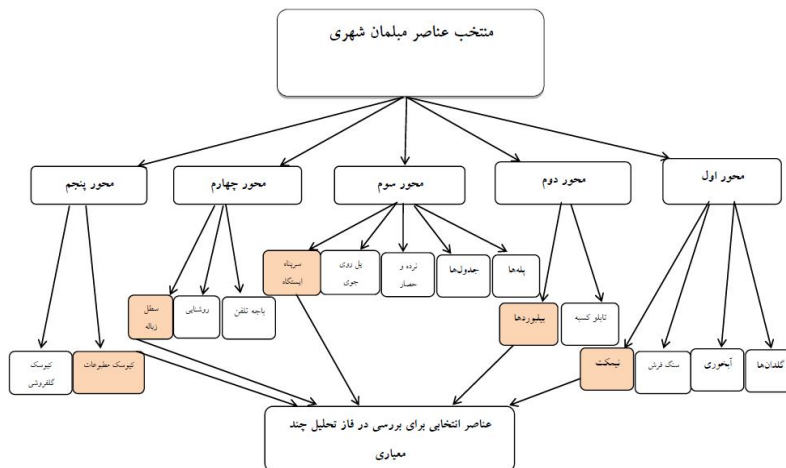 منتخب عناصر مبلمان شهری
محور اول
محور دوم
محور سوم
محور چهارم
محور پنجم
پله‌ها
جدول‌ها
نرده و
حصار
پل روی
جوی
سرپناه
ایستگاه
تابلو کسبه
بیلبوردها
باجه تلفن
روشنایی
سطل
زباله
گلدان‌ها
آبخوری
سنگ فرش
نیمکت
کیوسک مطبوعات
کیوسک
گلفروشی
عناصر انتخابی برای بررسی در فاز تحلیل چند
معیاری